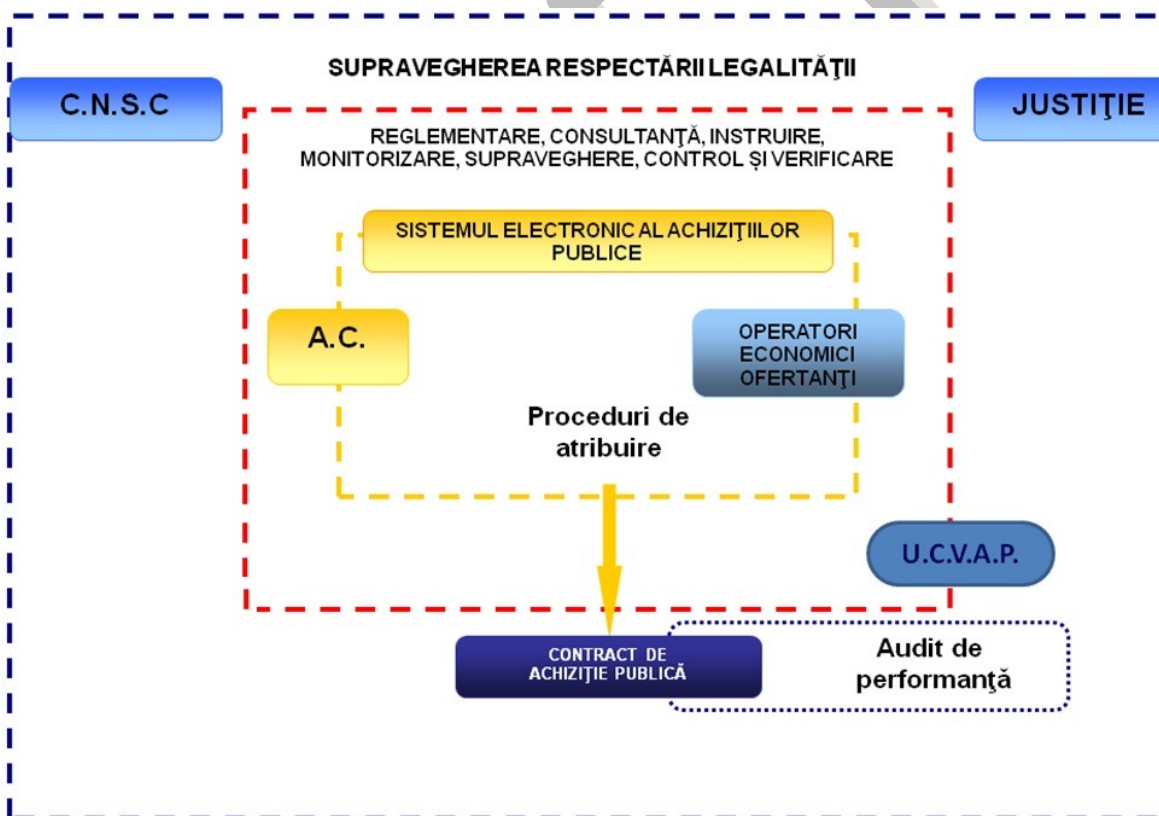 SUPRAVEGHEREA RESPECTĂRII LEGALITĂŢII
C.N.S.C
JUSTIŢIE
REGLEMENTARE, CONSULTANŢĂ, INSTRUIRE,
MONITORIZARE, SUPRAVEGHERE, CONTROL ȘI VERIFICARE
SISTEMUL ELECTRONIC AL ACHIZIŢIILOR
PUBLICE
A.C.
OPERATORI
ECONOMICI
OFERTANŢI
Proceduri de
atribuire
U.C.V.A.P.
CONTRACT DE
ACHIZIŢIE PUBLICĂ
Audit de
performanţă